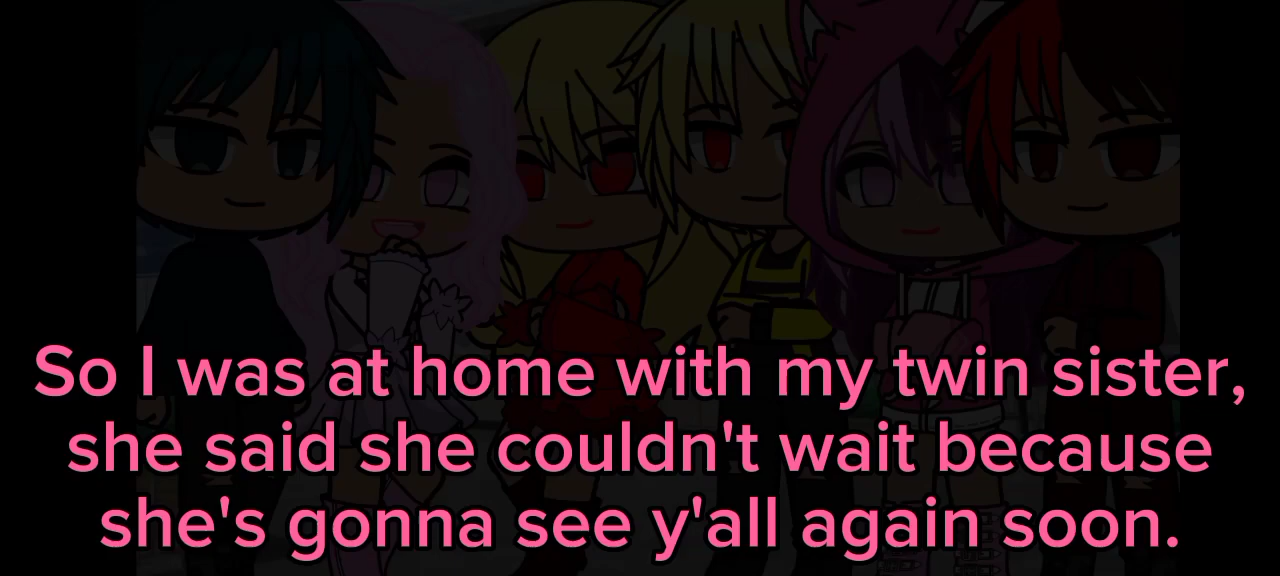 So I was at home with my twin sister,
she said she couldn't wait because
she's gonna see y'all again soon.